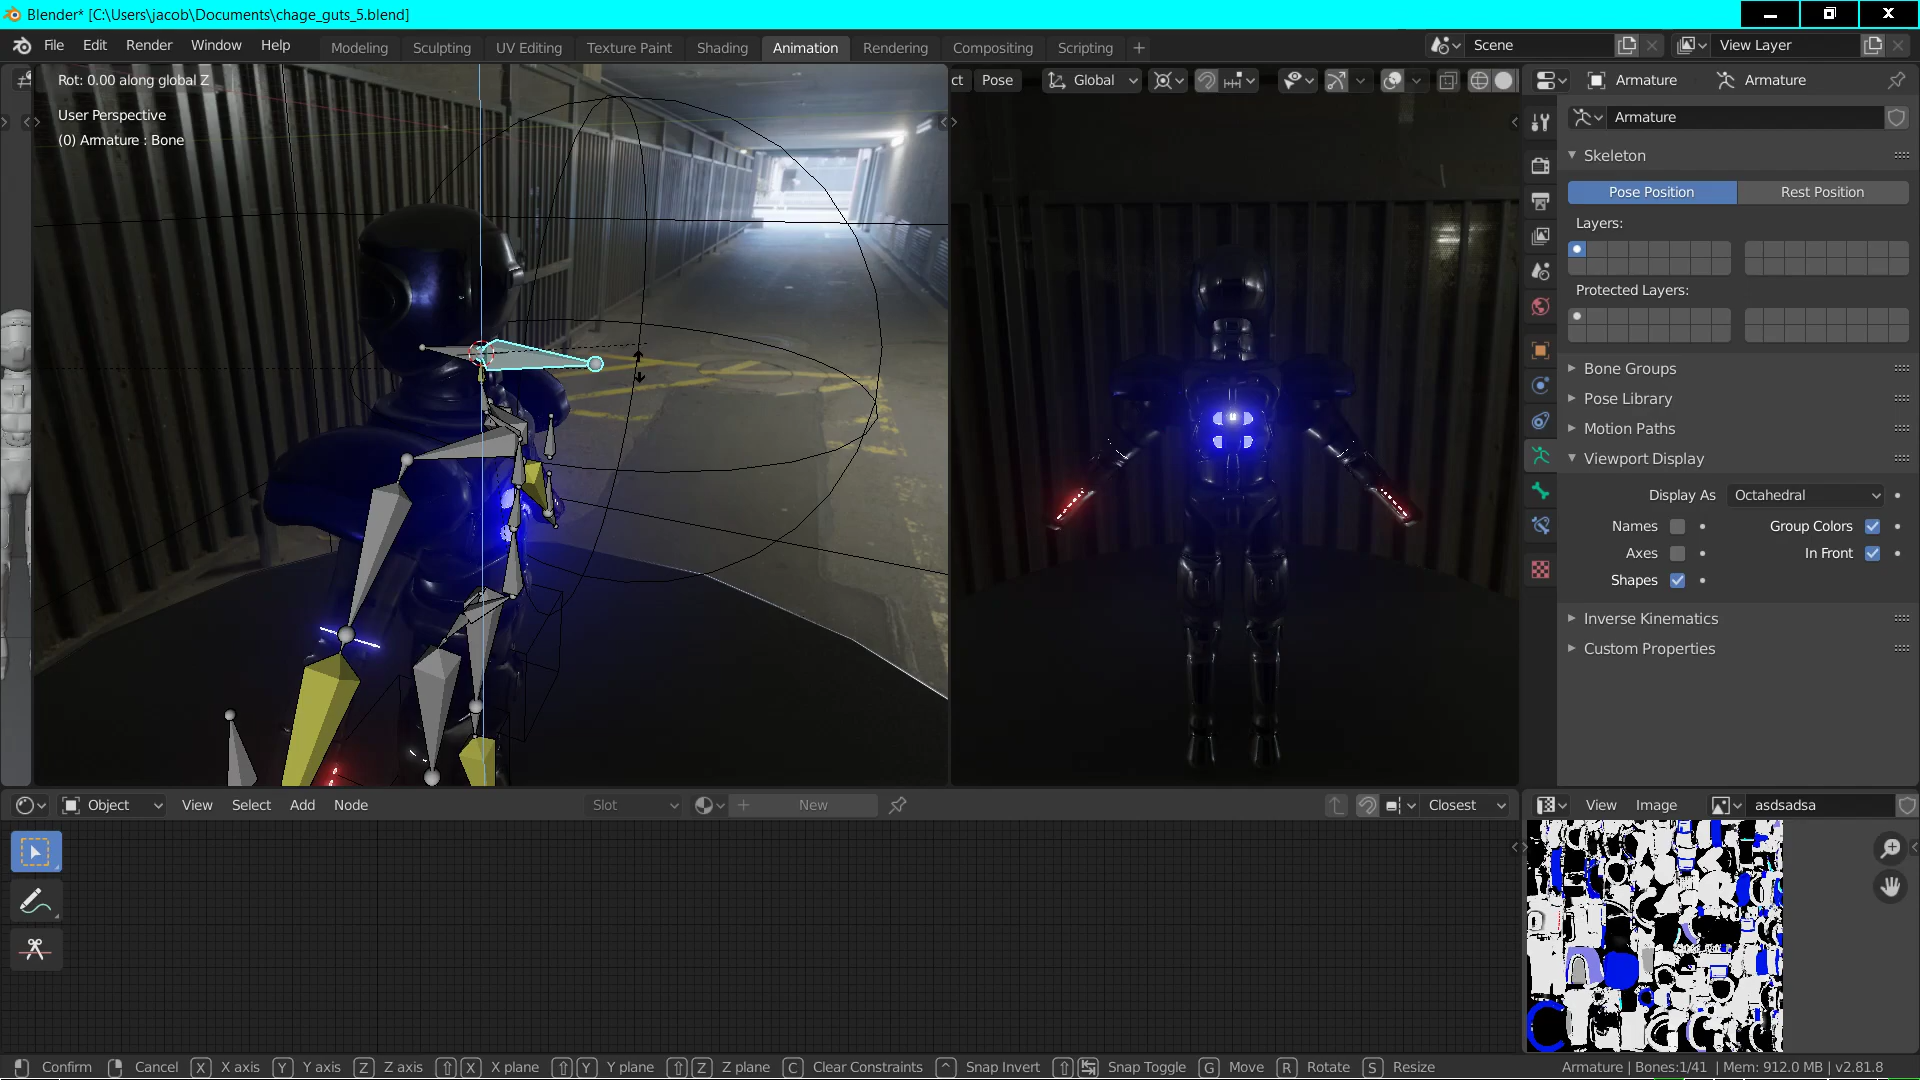 Blender* [C:\Users\jacob\Documents\chage_guts_5.blend]
File Edit Render Window Help Modeling Sculpting UV Editing Texture Paint Shading Animation Rendering Compositing Scripting Scene View Layer
Rot: 0.00 along global Z
User Perspective
(0) Armature : Bone
ct Pose Global
Armature Armature
Armature
Skeleton
Pose Position Rest Position
Layers:
Protected Layers:
Bone Groups
Pose Library
Motion Paths
Viewport Display
Display As Octahedral
Names Group Colors
Axes In Front
Shapes
Inverse Kinematics
Custom Properties
Object View Select Add Node Slot New Closest
View Image asdsadsa
Confirm Cancel X X axis Y Y axis Z Z axis X X plane Y Y plane Z Z plane C Clear Constraints ^ Snap Invert Snap Toggle G Move R Rotate S Resize Armature | Bones:1/41 | Mem: 912.0 MB | v2.81.8